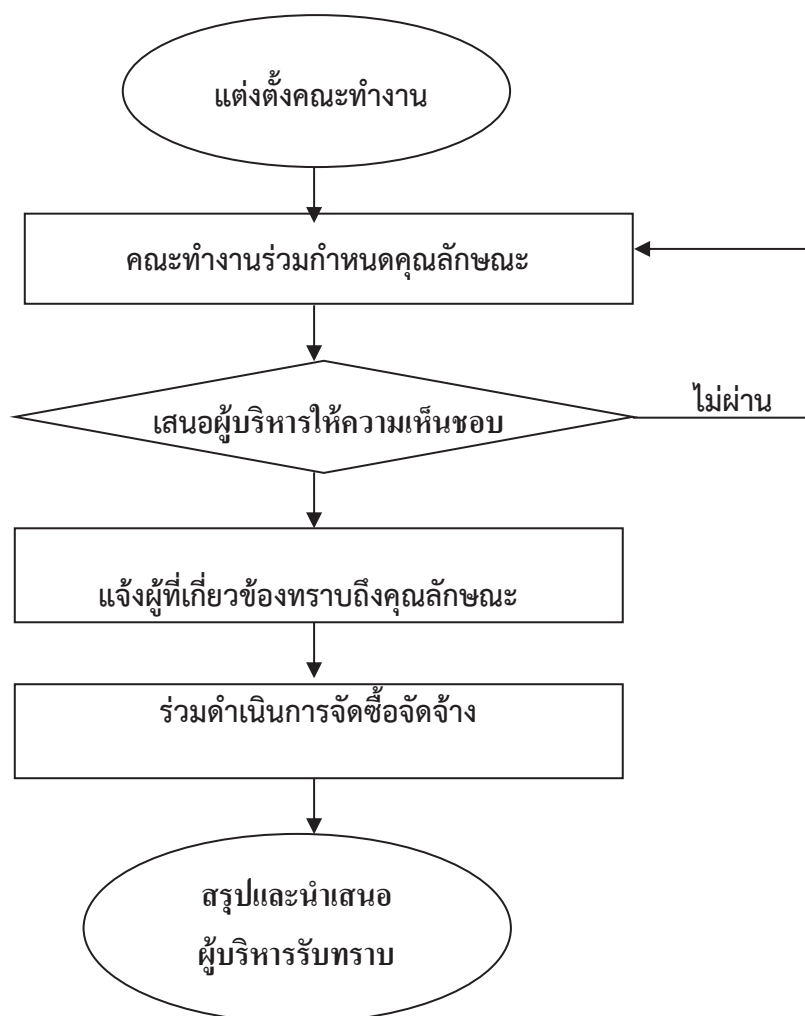 แต่งตั้งคณะทำงาน
คณะทำงานร่วมกำหนดคุณลักษณะ
เสนอผู้บริหารให้ความเห็นชอบ
ไม่ผ่าน
แจ้งผู้ที่เกี่ยวข้องทราบถึงคุณลักษณะ
ร่วมดำเนินการจัดซื้อจัดจ้าง
สรุปและนำเสนอ
ผู้บริหารรับทราบ